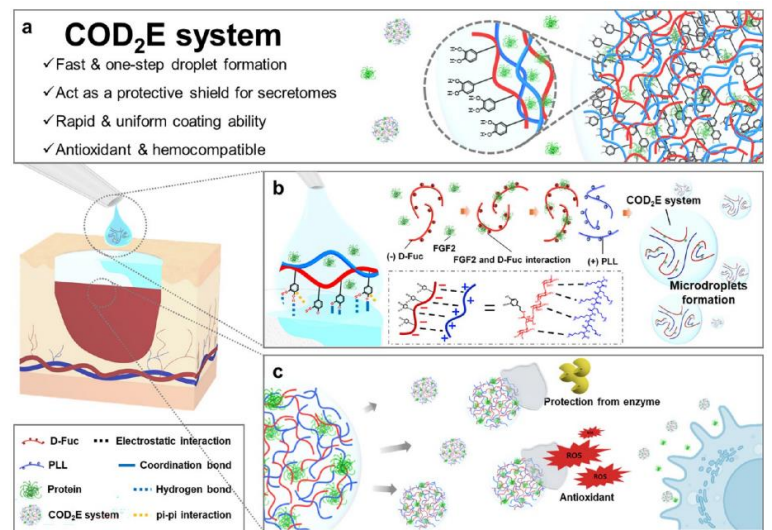 a
COD₂E system
✓Fast & one-step droplet formation
✓Act as a protective shield for secretomes
✓Rapid & uniform coating ability
✓Antioxidant & hemocompatible
b
COD₂E system
FGF2
(-) D-Fuc
FGF2 and D-Fuc interaction
(+) PLL
Microdroplets
formation
=
c
Protection from enzyme
ROS
ROS
ROS
Antioxidant
D-Fuc
Electrostatic interaction
PLL
Coordination bond
Protein
Hydrogen bond
COD₂E system
pi-pi interaction